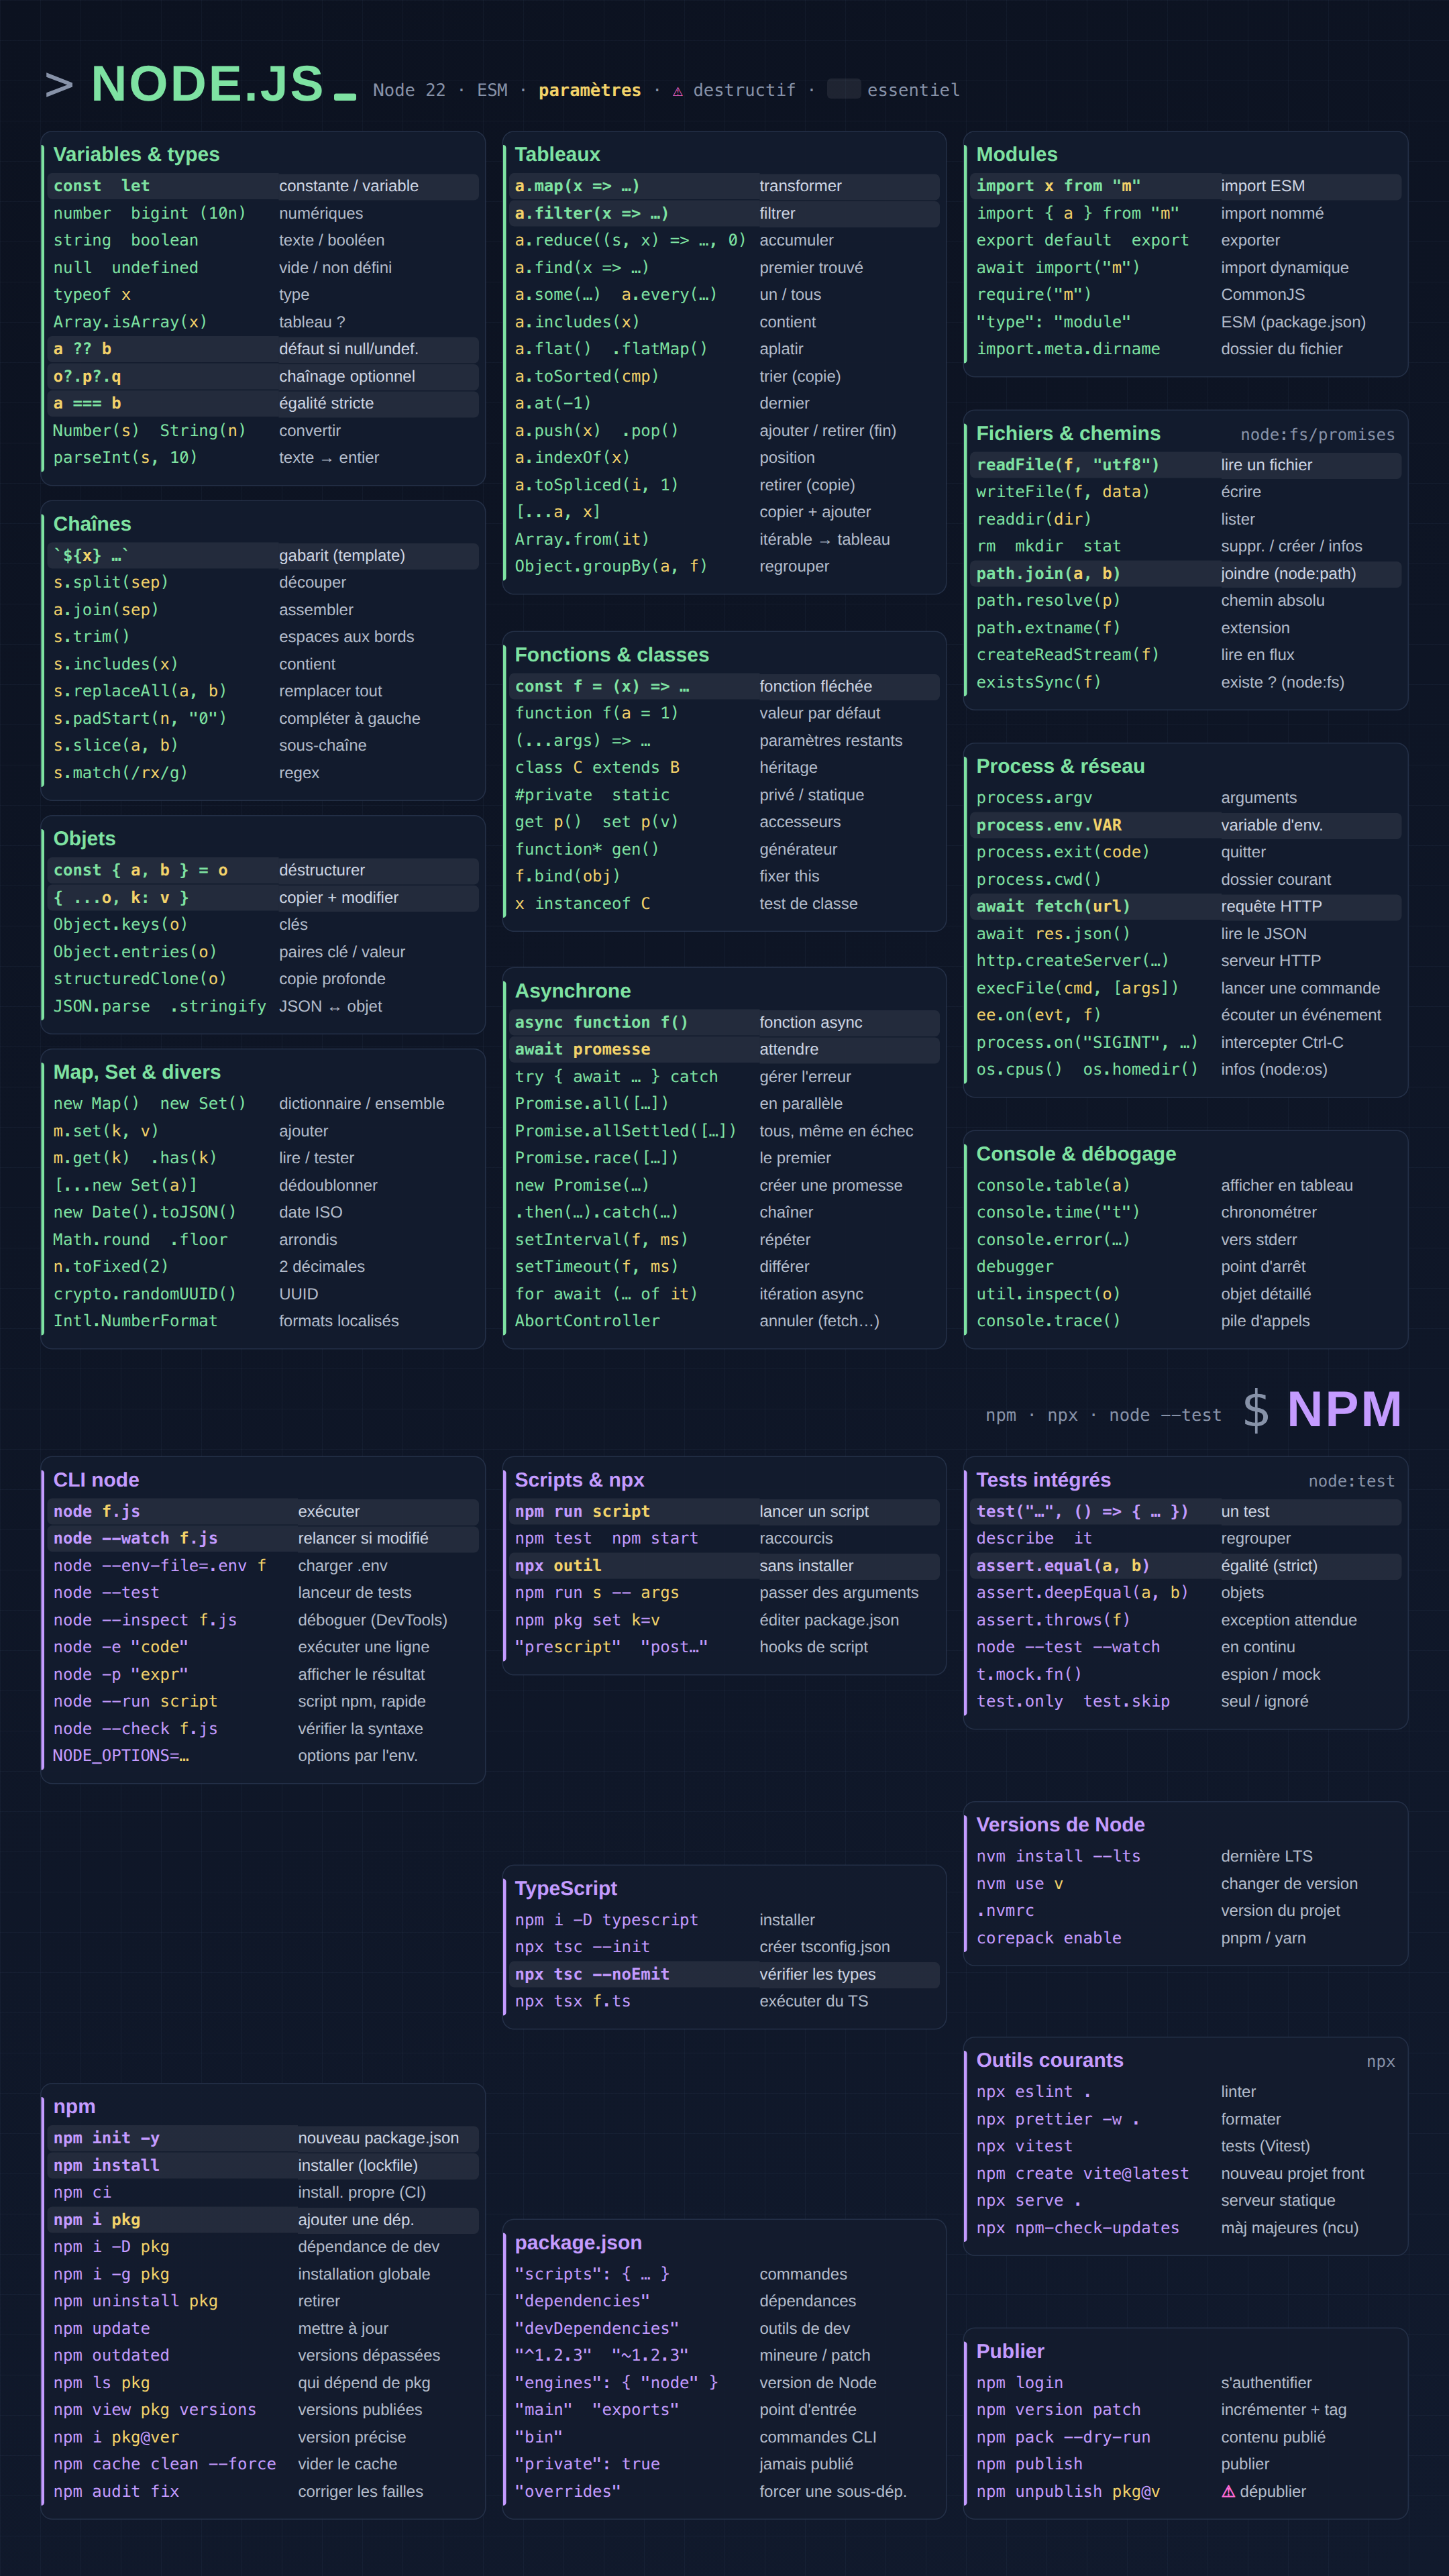 > NODE.JS_ Node 22 · ESM · paramètres · ⚠ destructif · essentiel
Variables & types
const let constante / variable
number bigint (10n) numériques
string boolean texte / booléen
null undefined vide / non défini
typeof x type
Array.isArray(x) tableau ?
a ?? b défaut si null/undef.
o?.p?.q chaînage optionnel
a === b égalité stricte
Number(s) String(n) convertir
parseInt(s, 10) texte → entier
Chaînes
`${x} …` gabarit (template)
s.split(sep) découper
a.join(sep) assembler
s.trim() espaces aux bords
s.includes(x) contient
s.replaceAll(a, b) remplacer tout
s.padStart(n, "0") compléter à gauche
s.slice(a, b) sous-chaîne
s.match(/rx/g) regex
Objets
const { a, b } = o déstructurer
{ ...o, k: v } copier + modifier
Object.keys(o) clés
Object.entries(o) paires clé / valeur
structuredClone(o) copie profonde
JSON.parse .stringify JSON ↔ objet
Map, Set & divers
new Map() new Set() dictionnaire / ensemble
m.set(k, v) ajouter
m.get(k) .has(k) lire / tester
[...new Set(a)] dédoublonner
new Date().toJSON() date ISO
Math.round .floor arrondis
n.toFixed(2) 2 décimales
crypto.randomUUID() UUID
Intl.NumberFormat formats localisés
Tableaux
a.map(x => …) transformer
a.filter(x => …) filtrer
a.reduce((s, x) => …, 0) accumuler
a.find(x => …) premier trouvé
a.some(…) a.every(…) un / tous
a.includes(x) contient
a.flat() .flatMap() aplatir
a.toSorted(cmp) trier (copie)
a.at(-1) dernier
a.push(x) .pop() ajouter / retirer (fin)
a.indexOf(x) position
a.toSpliced(i, 1) retirer (copie)
[...a, x] copier + ajouter
Array.from(it) itérable → tableau
Object.groupBy(a, f) regrouper
Fonctions & classes
const f = (x) => … fonction fléchée
function f(a = 1) valeur par défaut
(...args) => … paramètres restants
class C extends B héritage
#private static privé / statique
get p() set p(v) accesseurs
function* gen() générateur
f.bind(obj) fixer this
x instanceof C test de classe
Asynchrone
async function f() fonction async
await promesse attendre
try { await … } catch gérer l'erreur
Promise.all([…]) en parallèle
Promise.allSettled([…]) tous, même en échec
Promise.race([…]) le premier
new Promise(…) créer une promesse
.then(…).catch(…) chaîner
setInterval(f, ms) répéter
setTimeout(f, ms) différer
for await (… of it) itération async
AbortController annuler (fetch…)
Modules
import x from "m" import ESM
import { a } from "m" import nommé
export default export exporter
await import("m") import dynamique
require("m") CommonJS
"type": "module" ESM (package.json)
import.meta.dirname dossier du fichier
Fichiers & chemins node:fs/promises
readFile(f, "utf8") lire un fichier
writeFile(f, data) écrire
readdir(dir) lister
rm mkdir stat suppr. / créer / infos
path.join(a, b) joindre (node:path)
path.resolve(p) chemin absolu
path.extname(f) extension
createReadStream(f) lire en flux
existsSync(f) existe ? (node:fs)
Process & réseau
process.argv arguments
process.env.VAR variable d'env.
process.exit(code) quitter
process.cwd() dossier courant
await fetch(url) requête HTTP
await res.json() lire le JSON
http.createServer(…) serveur HTTP
execFile(cmd, [args]) lancer une commande
ee.on(evt, f) écouter un événement
process.on("SIGINT", …) intercepter Ctrl-C
os.cpus() os.homedir() infos (node:os)
Console & débogage
console.table(a) afficher en tableau
console.time("t") chronométrer
console.error(…) vers stderr
debugger point d'arrêt
util.inspect(o) objet détaillé
console.trace() pile d'appels
npm · npx · node --test $ NPM
CLI node
node f.js exécuter
node --watch f.js relancer si modifié
node --env-file=.env f charger .env
node --test lanceur de tests
node --inspect f.js déboguer (DevTools)
node -e "code" exécuter une ligne
node -p "expr" afficher le résultat
node --run script script npm, rapide
node --check f.js vérifier la syntaxe
NODE_OPTIONS=… options par l'env.
npm
npm init -y nouveau package.json
npm install installer (lockfile)
npm ci install. propre (CI)
npm i pkg ajouter une dép.
npm i -D pkg dépendance de dev
npm i -g pkg installation globale
npm uninstall pkg retirer
npm update mettre à jour
npm outdated versions dépassées
npm ls pkg qui dépend de pkg
npm view pkg versions versions publiées
npm i pkg@ver version précise
npm cache clean --force vider le cache
npm audit fix corriger les failles
Scripts & npx
npm run script lancer un script
npm test npm start raccourcis
npx outil sans installer
npm run s -- args passer des arguments
npm pkg set k=v éditer package.json
"prescript" "post…" hooks de script
TypeScript
npm i -D typescript installer
npx tsc --init créer tsconfig.json
npx tsc --noEmit vérifier les types
npx tsx f.ts exécuter du TS
package.json
"scripts": { … } commandes
"dependencies" dépendances
"devDependencies" outils de dev
"^1.2.3" "~1.2.3" mineure / patch
"engines": { "node" } version de Node
"main" "exports" point d'entrée
"bin" commandes CLI
"private": true jamais publié
"overrides" forcer une sous-dép.
Tests intégrés node:test
test("…", () => { … }) un test
describe it regrouper
assert.equal(a, b) égalité (strict)
assert.deepEqual(a, b) objets
assert.throws(f) exception attendue
node --test --watch en continu
t.mock.fn() espion / mock
test.only test.skip seul / ignoré
Versions de Node
nvm install --lts dernière LTS
nvm use v changer de version
.nvmrc version du projet
corepack enable pnpm / yarn
Outils courants npx
npx eslint . linter
npx prettier -w . formater
npx vitest tests (Vitest)
npm create vite@latest nouveau projet front
npx serve . serveur statique
npx npm-check-updates màj majeures (ncu)
Publier
npm login s'authentifier
npm version patch incrémenter + tag
npm pack --dry-run contenu publié
npm publish publier
npm unpublish pkg@v ⚠ dépublier